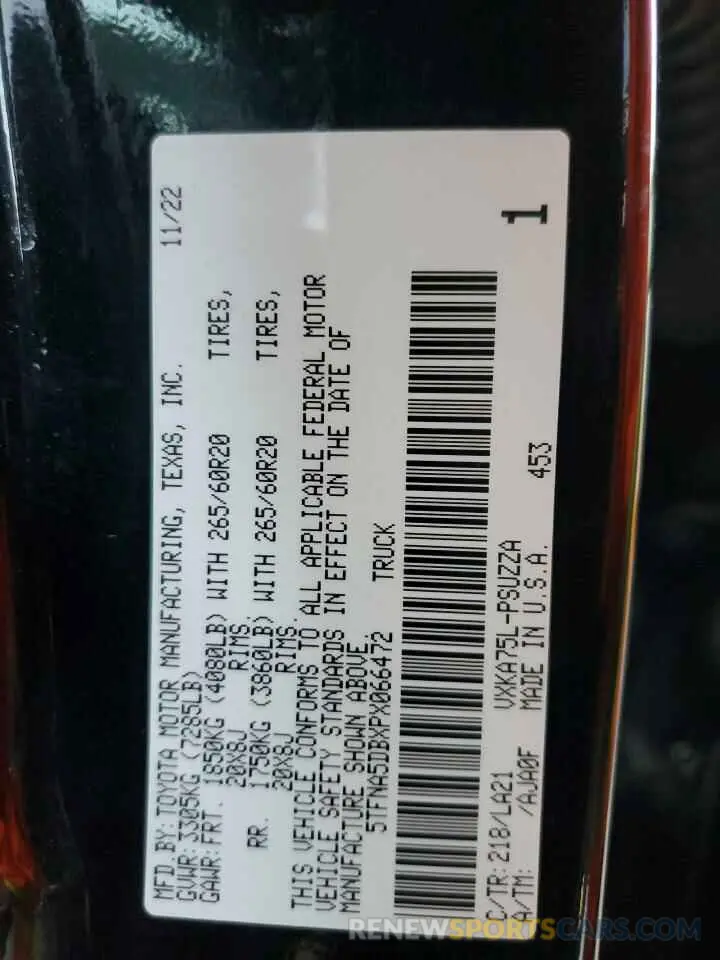 MFD BY: TOYOTA MOTOR MANUFACTURING, TEXAS, INC. 11/22
GVWR: 3305KG (7285LB)
GAWR: FRT. 1850KG (4080LB) WITH 265/60R20 TIRES,
20X8J RIMS.
RR. 1750KG (3860LB) WITH 265/60R20 TIRES,
20X8J RIMS.
THIS VEHICLE CONFORMS TO ALL APPLICABLE FEDERAL MOTOR
VEHICLE SAFETY STANDARDS IN EFFECT ON THE DATE OF
MANUFACTURE SHOWN ABOVE.
5TFNA5DBXPX066472 TRUCK
1
C/TR: 218/LA21 VXKA75L-PSUZZA
A/TM: /AJA0F MADE IN U.S.A. 453
RENEWSPORTSCARS.COM